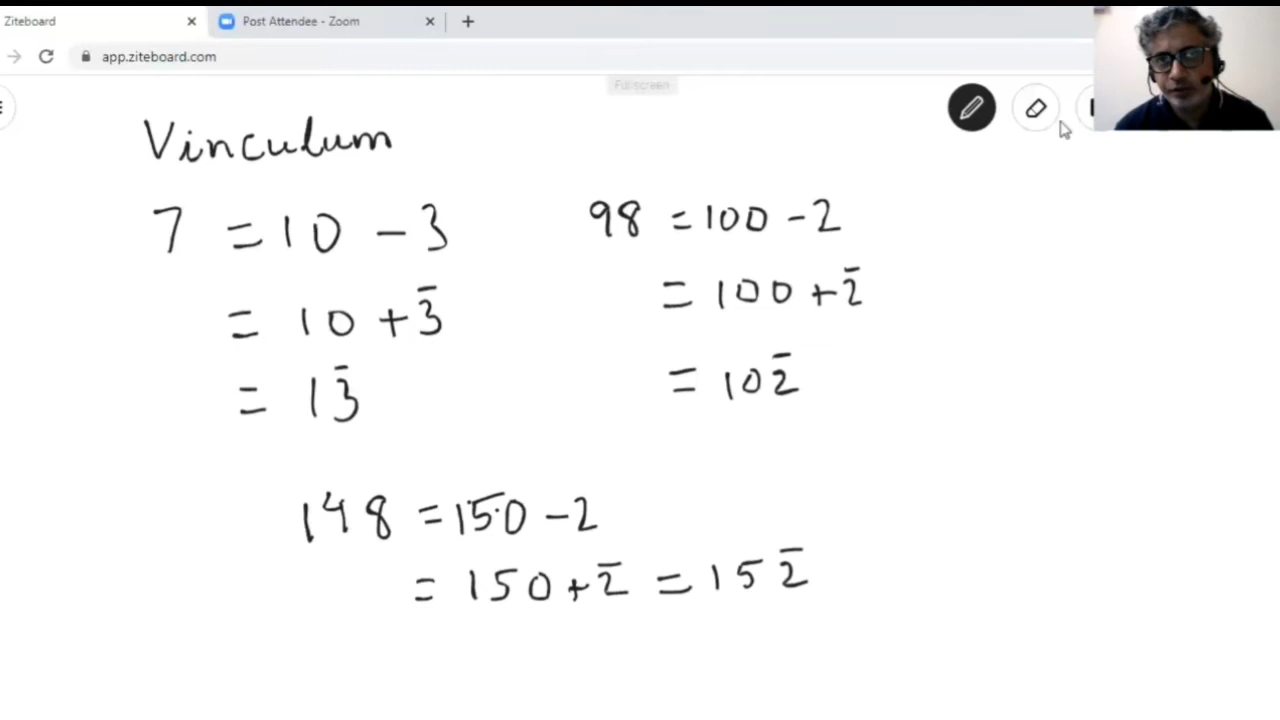 Ziteboard
Post Attendee - Zoom
app.ziteboard.com
Fullscreen
Vinculum
7 = 10 - 3
= 10 + 3̄
= 13̄
98 = 100 - 2
= 100 + 2̄
= 102̄
148 = 150 - 2
= 150 + 2̄ = 152̄